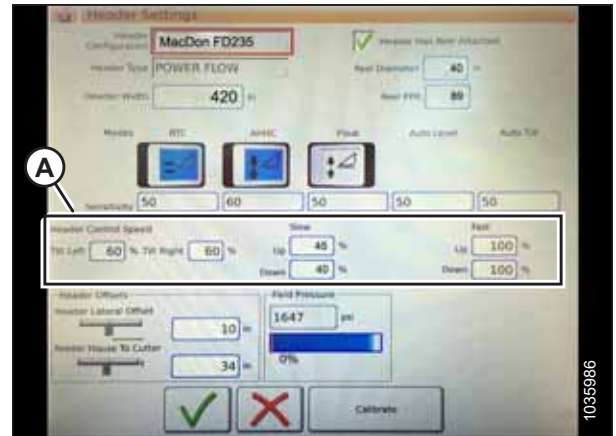 Header Settings
Header Configuration MacDon FD235 Header Has Reel Attached
Header Type POWER FLOW Reel Diameter 40 in
Header Width 420 in Reel PPR 89
Modes RTC AHHC Float Auto Level Auto Tilt
A
Sensitivity 50 60 50 50 50
Header Control Speed Slow Fast
Tilt Left 60 % Tilt Right 60 % Up 45 % Up 100 %
Down 40 % Down 100 %
Header Offsets Field Pressure
Header Lateral Offset 1647 psi
10 in
Feeder House To Cutter 0%
34 in
Calibrate
1035986